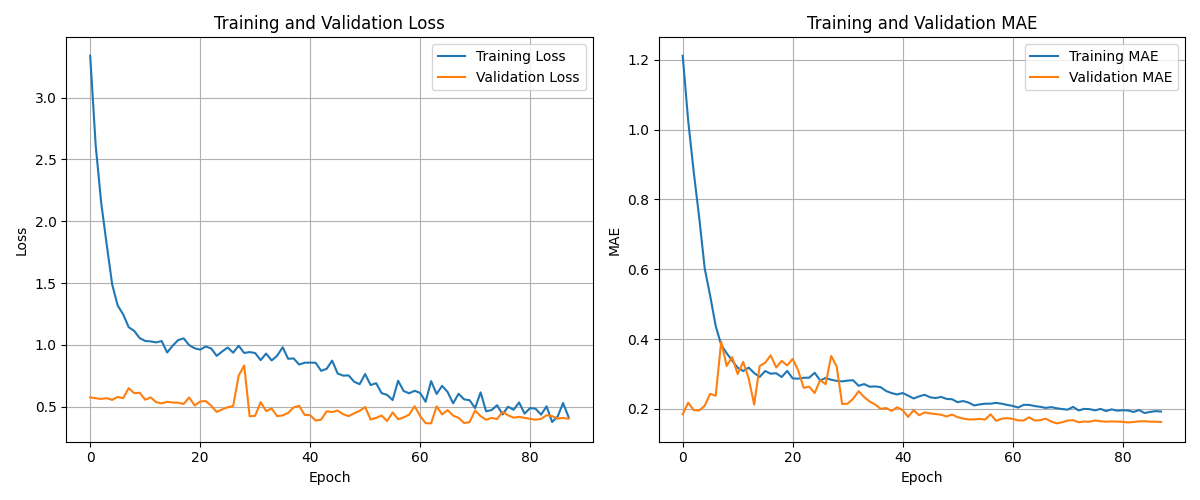 Training and Validation Loss
Training Loss
Validation Loss
3.0
2.5
2.0
1.5
1.0
0.5
Loss
0
20
40
60
80
Epoch
Training and Validation MAE
Training MAE
Validation MAE
1.2
1.0
0.8
0.6
0.4
0.2
MAE
0
20
40
60
80
Epoch